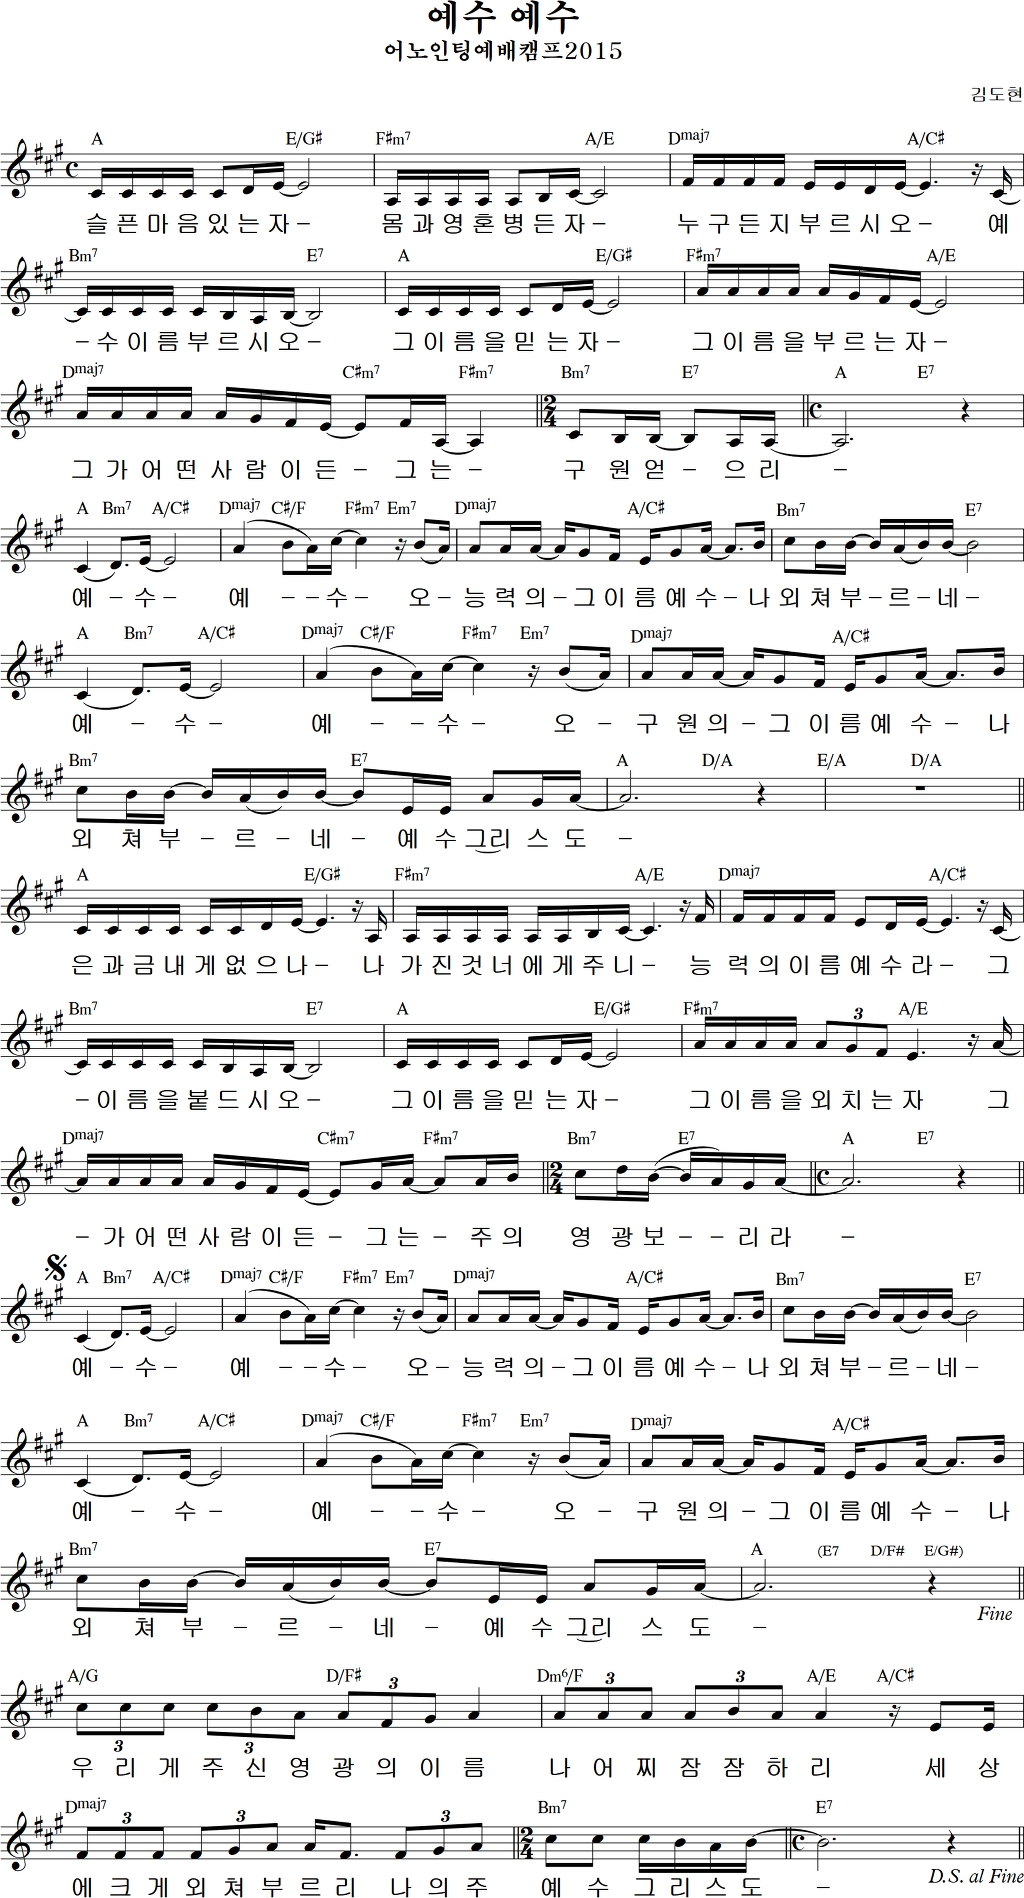 예수 예수
어노인팅예배캠프2015
김도현
A E/G# F#m7 A/E Dmaj7 A/C#
슬픈마음있는자- 몸과영혼병든자- 누구든지부르시오- 예
Bm7 E7 A E/G# F#m7 A/E
-수이름부르시오- 그이름을믿는자- 그이름을부르는자-
Dmaj7 C#m7 F#m7 Bm7 E7 A E7
2 4
그가어떤사람이든-그는- 구원얻-으리 -
A Bm7 A/C# Dmaj7 C#/F F#m7 Em7 Dmaj7 A/C# Bm7 E7
예-수- 예--수- 오-능력의-그이름예수-나외쳐부-르-네-
A Bm7 A/C# Dmaj7 C#/F F#m7 Em7 Dmaj7 A/C#
예-수- 예--수- 오-구원의-그이름예수-나
Bm7 E7 A D/A E/A D/A
외쳐부-르-네-예수그리스도-
A E/G# F#m7 A/E Dmaj7 A/C#
은과금내게없으나- 나가진것너에게주니- 능력의이름예수라- 그
Bm7 E7 A E/G# F#m7 A/E
3
-이름을붙드시오- 그이름을믿는자- 그이름을외치는자 그
Dmaj7 C#m7 F#m7 Bm7 E7 A E7
2 4
-가어떤사람이든-그는-주의 영광보--리라 -
A Bm7 A/C# Dmaj7 C#/F F#m7 Em7 Dmaj7 A/C# Bm7 E7
예-수- 예--수- 오-능력의-그이름예수-나외쳐부-르-네-
A Bm7 A/C# Dmaj7 C#/F F#m7 Em7 Dmaj7 A/C#
예-수- 예--수- 오-구원의-그이름예수-나
Bm7 E7 A (E7 D/F# E/G#)
Fine
외쳐부-르-네-예수그리스도-
A/G D/F# Dm6/F A/E A/C#
3 3 3 3 3
우리게주신영광의이름 나어찌잠잠하리 세상
Dmaj7 Bm7 E7
3 3 3 2 4
D.S. al Fine
에크게외쳐부르리나의주 예수그리스도 -